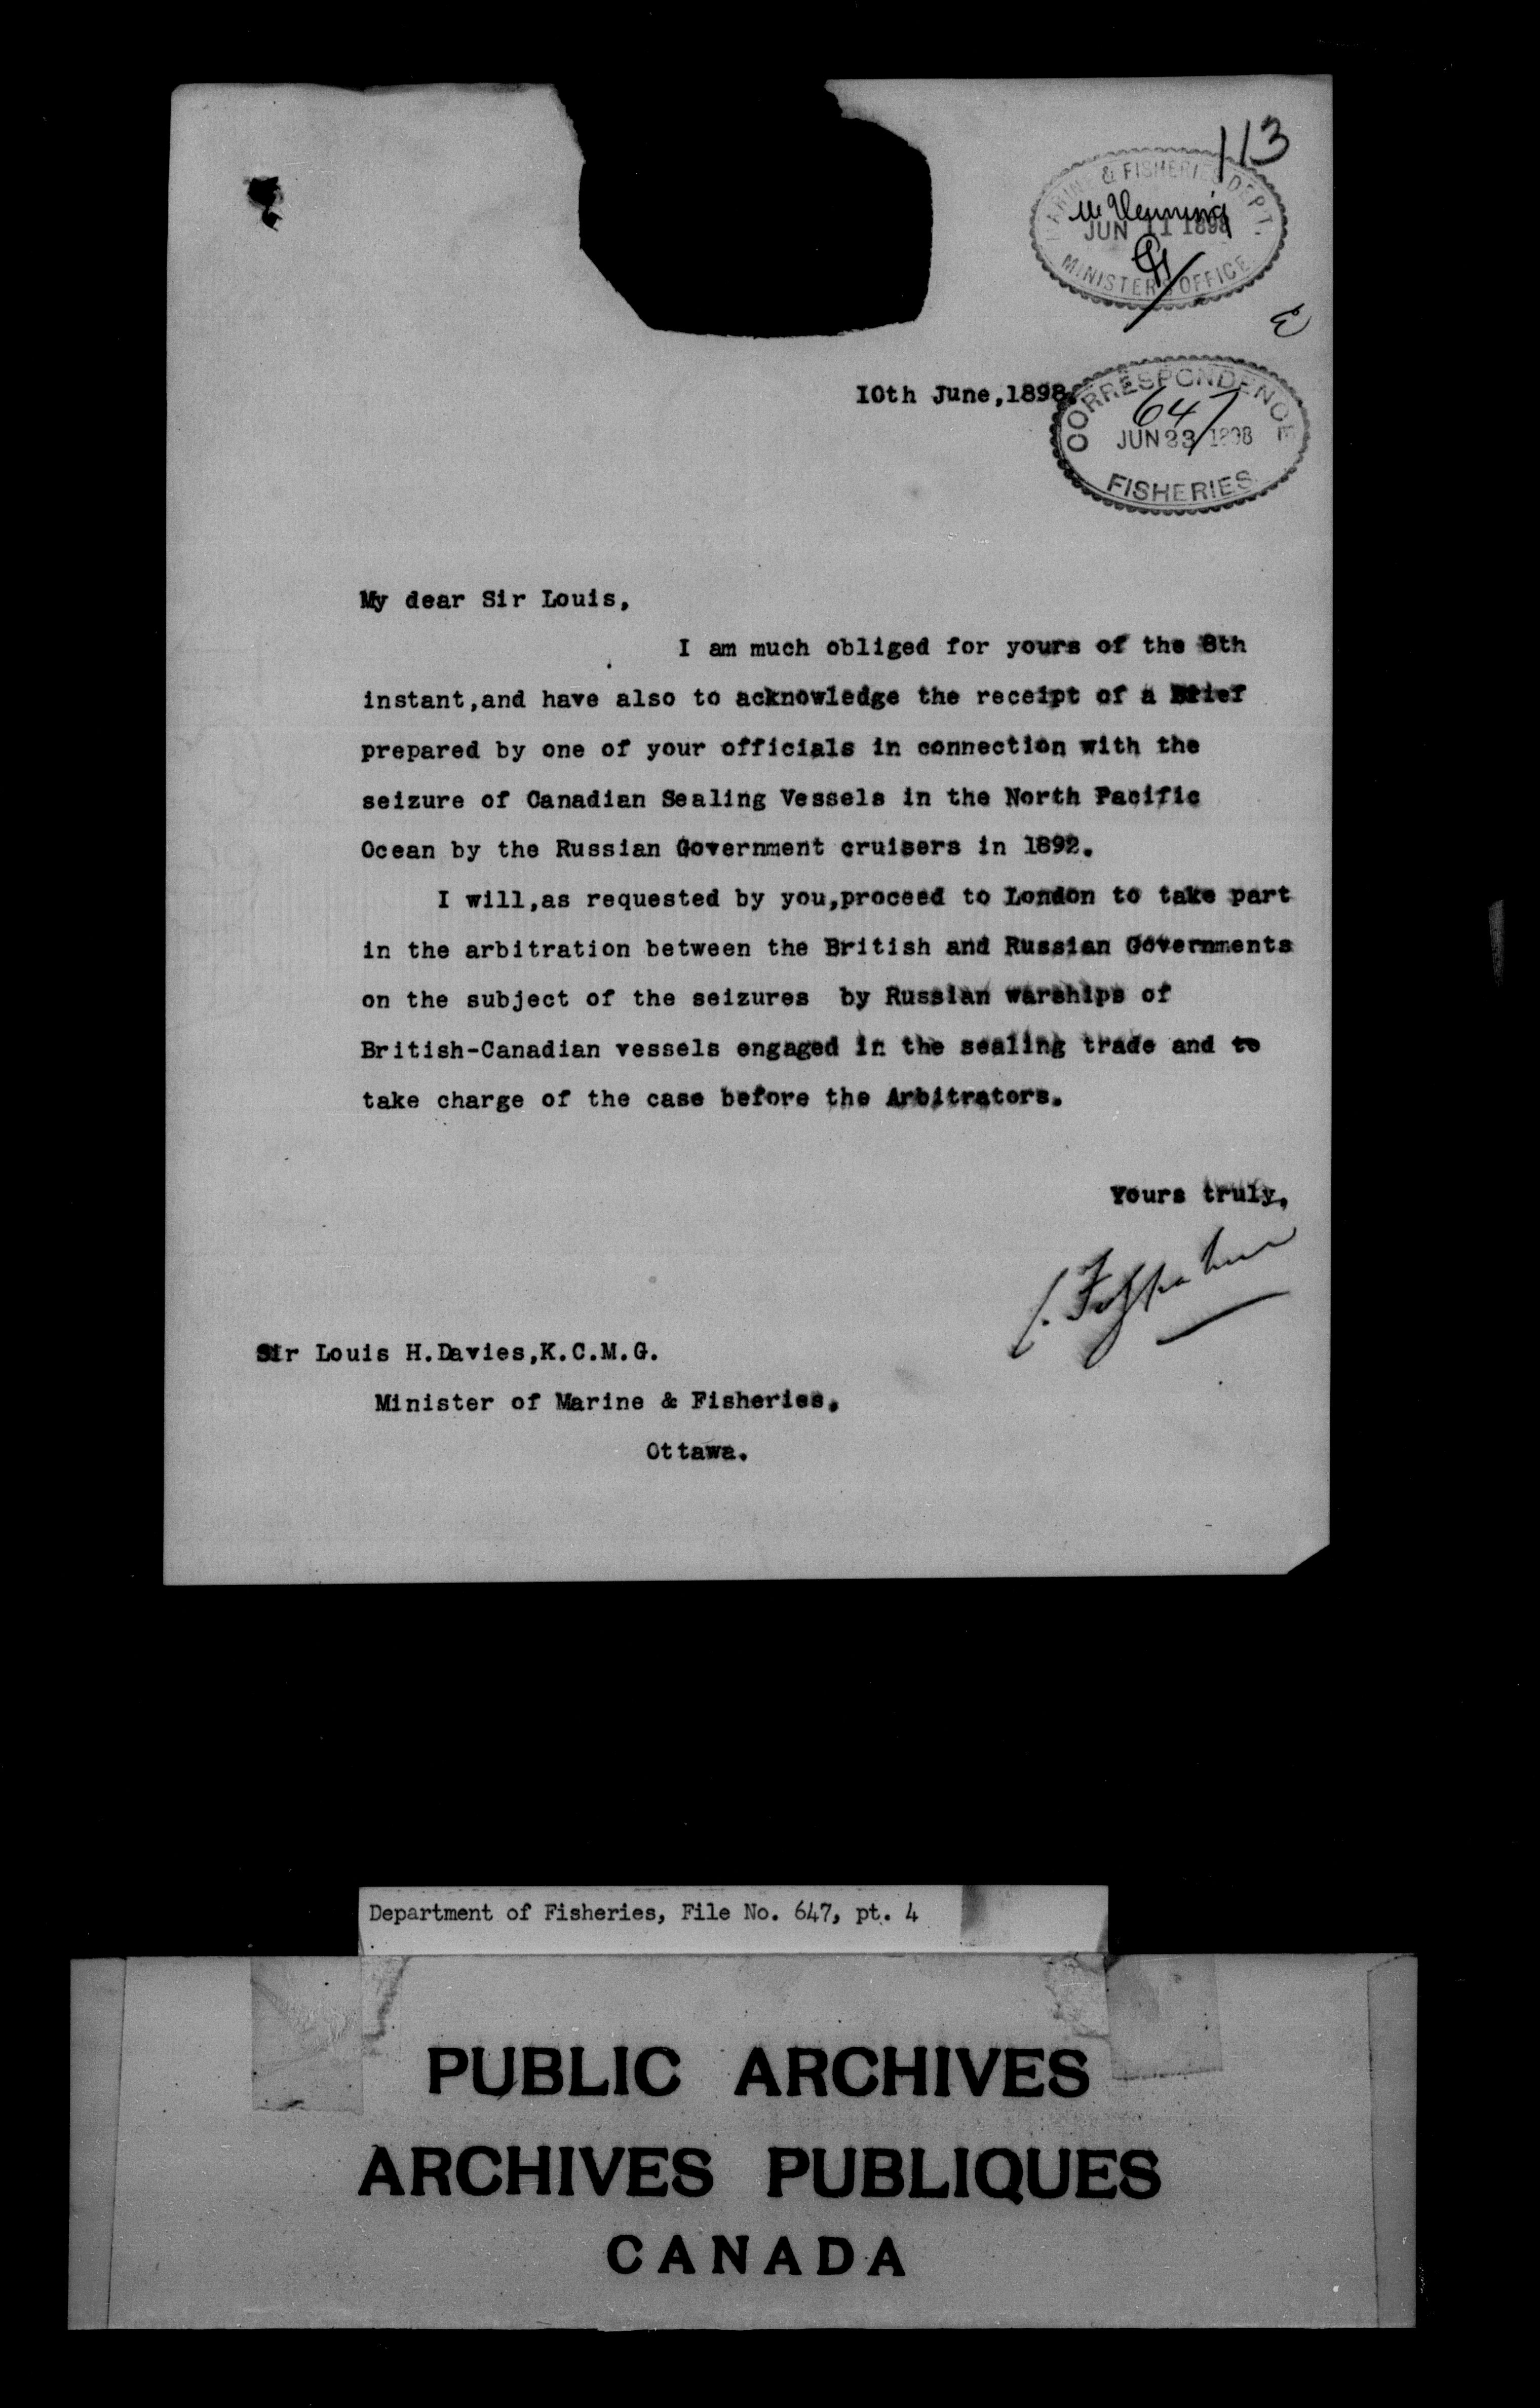 113
MARINE & FISHERIES DEPT.
JUN 11 1898
MINISTER'S OFFICE
10th June,1898.
CORRESPONDENCE
647
JUN 23 1898
FISHERIES
My dear Sir Louis,
I am much obliged for yours of the 8th
instant,and have also to acknowledge the receipt of a Brief
prepared by one of your officials in connection with the
seizure of Canadian Sealing Vessels in the North Pacific
Ocean by the Russian Government cruisers in 1892.
I will,as requested by you,proceed to London to take part
in the arbitration between the British and Russian Governments
on the subject of the seizures by Russian warships of
British-Canadian vessels engaged in the sealing trade and to
take charge of the case before the Arbitrators.
Yours truly,
Sir Louis H.Davies,K.C.M.G.
Minister of Marine & Fisheries.
Ottawa.
Department of Fisheries, File No. 647, pt. 4
PUBLIC ARCHIVES
ARCHIVES PUBLIQUES
CANADA